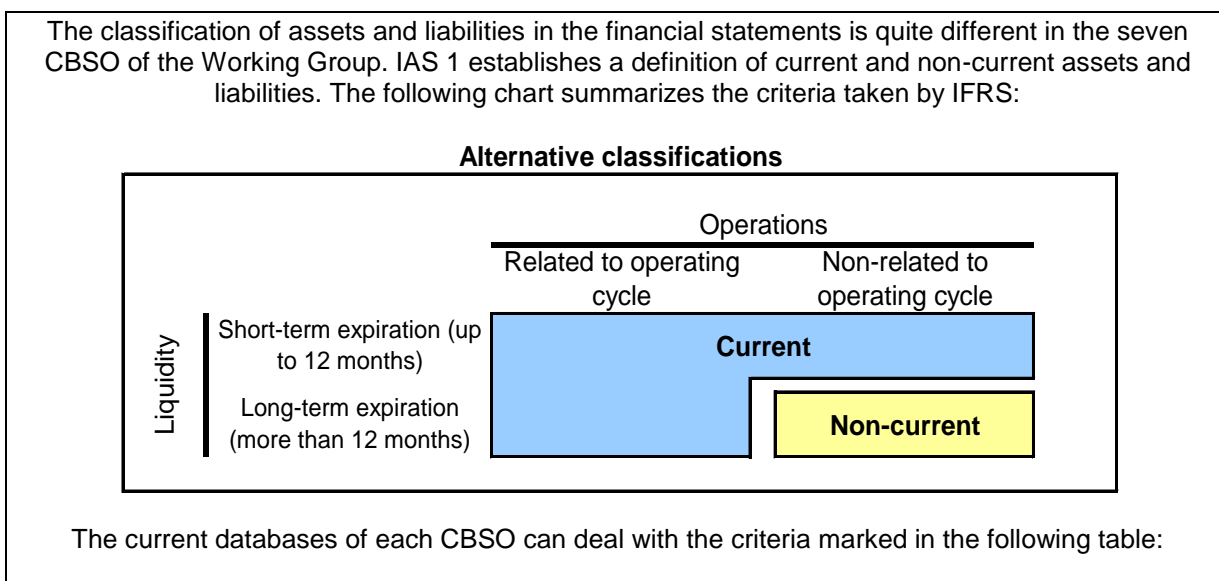 The classification of assets and liabilities in the financial statements is quite different in the seven
CBSO of the Working Group. IAS 1 establishes a definition of current and non-current assets and
liabilities. The following chart summarizes the criteria taken by IFRS:
Alternative classifications
Operations
Related to operating
cycle
Non-related to
operating cycle
Liquidity
Short-term expiration (up
to 12 months)
Current
Long-term expiration
(more than 12 months)
Non-current
The current databases of each CBSO can deal with the criteria marked in the following table: